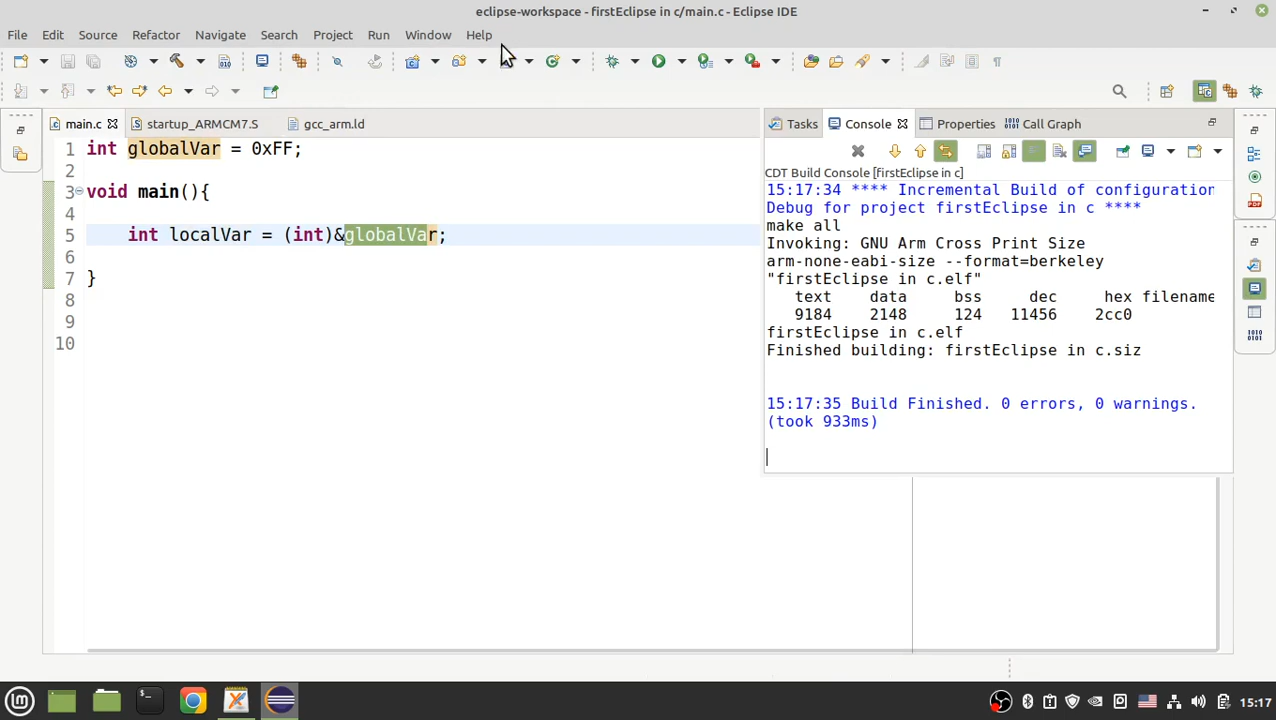 eclipse-workspace - firstEclipse in c/main.c - Eclipse IDE
File Edit Source Refactor Navigate Search Project Run Window Help
main.c startup_ARMCM7.S gcc_arm.ld
Tasks Console Properties Call Graph
1 int globalVar = 0xFF;
2
3 void main(){
4
5 int localVar = (int)&globalVar;
6
7 }
8
9
10
CDT Build Console [firstEclipse in c]
15:17:34 **** Incremental Build of configuration
Debug for project firstEclipse in c ****
make all
Invoking: GNU Arm Cross Print Size
arm-none-eabi-size --format=berkeley
"firstEclipse in c.elf"
text data bss dec hex filename
9184 2148 124 11456 2cc0
firstEclipse in c.elf
Finished building: firstEclipse in c.siz
15:17:35 Build Finished. 0 errors, 0 warnings.
(took 933ms)
15:17